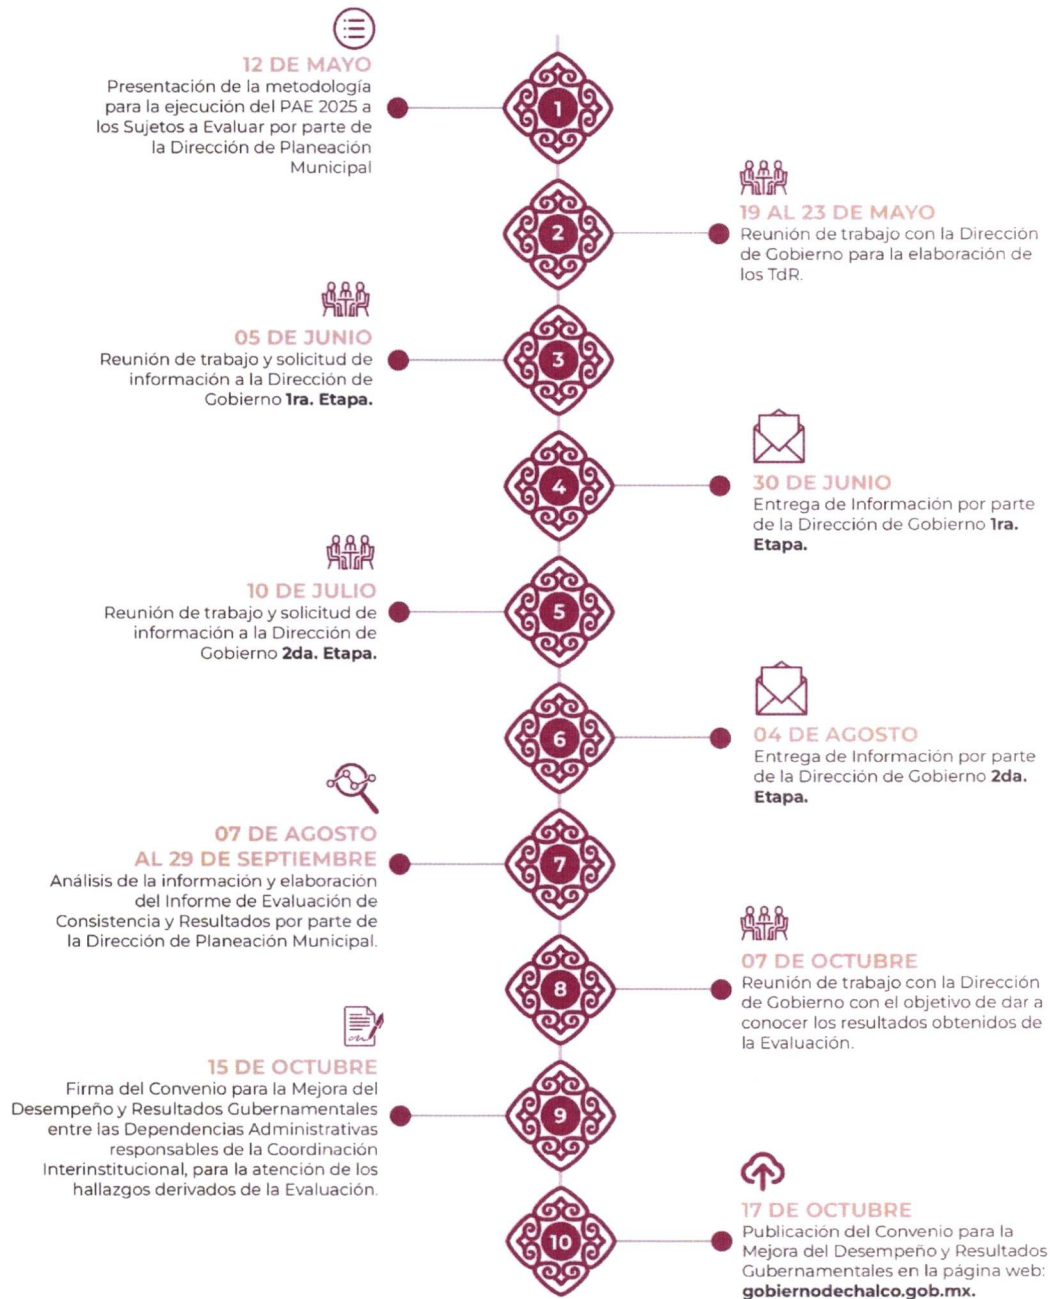 12 DE MAYO
Presentación de la metodología
para la ejecución del PAE 2025 a
los Sujetos a Evaluar por parte de
la Dirección de Planeación
Municipal
1
19 AL 23 DE MAYO
Reunión de trabajo con la Dirección
de Gobierno para la elaboración de
los TdR.
2
05 DE JUNIO
Reunión de trabajo y solicitud de
información a la Dirección de
Gobierno 1ra. Etapa.
3
30 DE JUNIO
Entrega de Información por parte
de la Dirección de Gobierno 1ra.
Etapa.
4
10 DE JULIO
Reunión de trabajo y solicitud de
información a la Dirección de
Gobierno 2da. Etapa.
5
04 DE AGOSTO
Entrega de Información por parte
de la Dirección de Gobierno 2da.
Etapa.
6
07 DE AGOSTO
AL 29 DE SEPTIEMBRE
Análisis de la información y elaboración
del Informe de Evaluación de
Consistencia y Resultados por parte de
la Dirección de Planeación Municipal.
7
07 DE OCTUBRE
Reunión de trabajo con la Dirección
de Gobierno con el objetivo de dar a
conocer los resultados obtenidos de
la Evaluación.
8
15 DE OCTUBRE
Firma del Convenio para la Mejora del
Desempeño y Resultados Gubernamentales
entre las Dependencias Administrativas
responsables de la Coordinación
Interinstitucional, para la atención de los
hallazgos derivados de la Evaluación.
9
17 DE OCTUBRE
Publicación del Convenio para la
Mejora del Desempeño y Resultados
Gubernamentales en la página web:
gobiernodechalco.gob.mx.
10